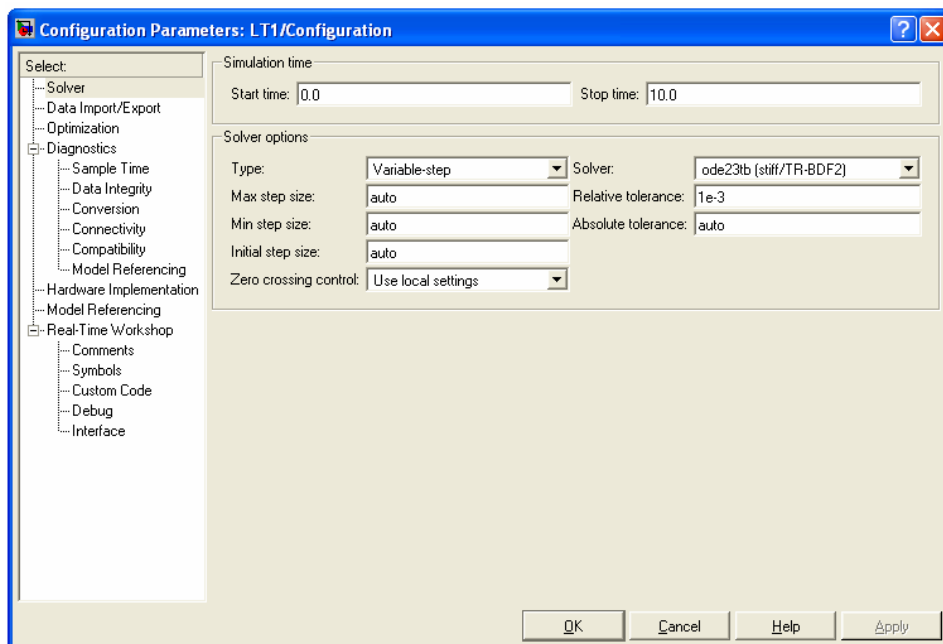 Configuration Parameters: LT1/Configuration
Select:
Solver
Data Import/Export
Optimization
Diagnostics
Sample Time
Data Integrity
Conversion
Connectivity
Compatibility
Model Referencing
Hardware Implementation
Model Referencing
Real-Time Workshop
Comments
Symbols
Custom Code
Debug
Interface
Simulation time
Start time: 0.0 Stop time: 10.0
Solver options
Type: Variable-step Solver: ode23tb (stiff/TR-BDF2)
Max step size: auto Relative tolerance: 1e-3
Min step size: auto Absolute tolerance: auto
Initial step size: auto
Zero crossing control: Use local settings
OK Cancel Help Apply